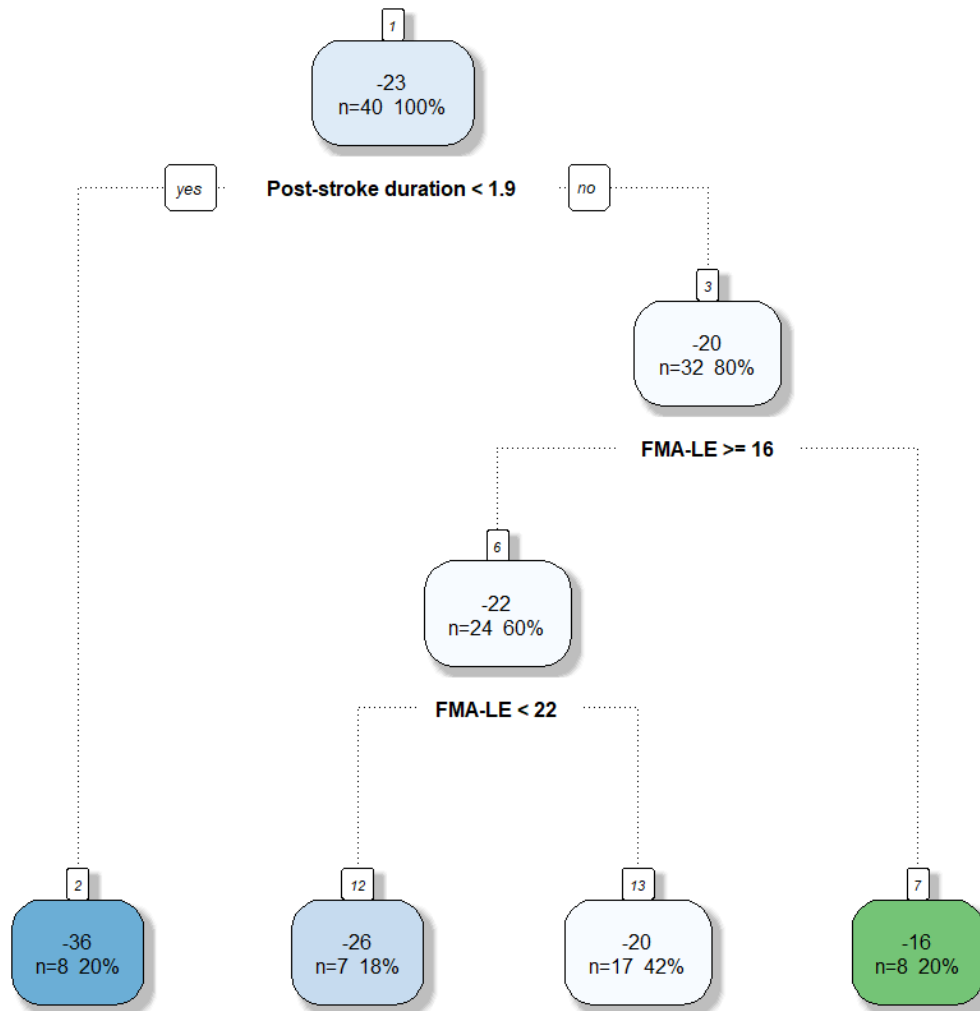 1
-23
n=40 100%
yes Post-stroke duration < 1.9 no
3
-20
n=32 80%
FMA-LE >= 16
6
-22
n=24 60%
FMA-LE < 22
2 12 13 7
-36 -26 -20 -16
n=8 20% n=7 18% n=17 42% n=8 20%